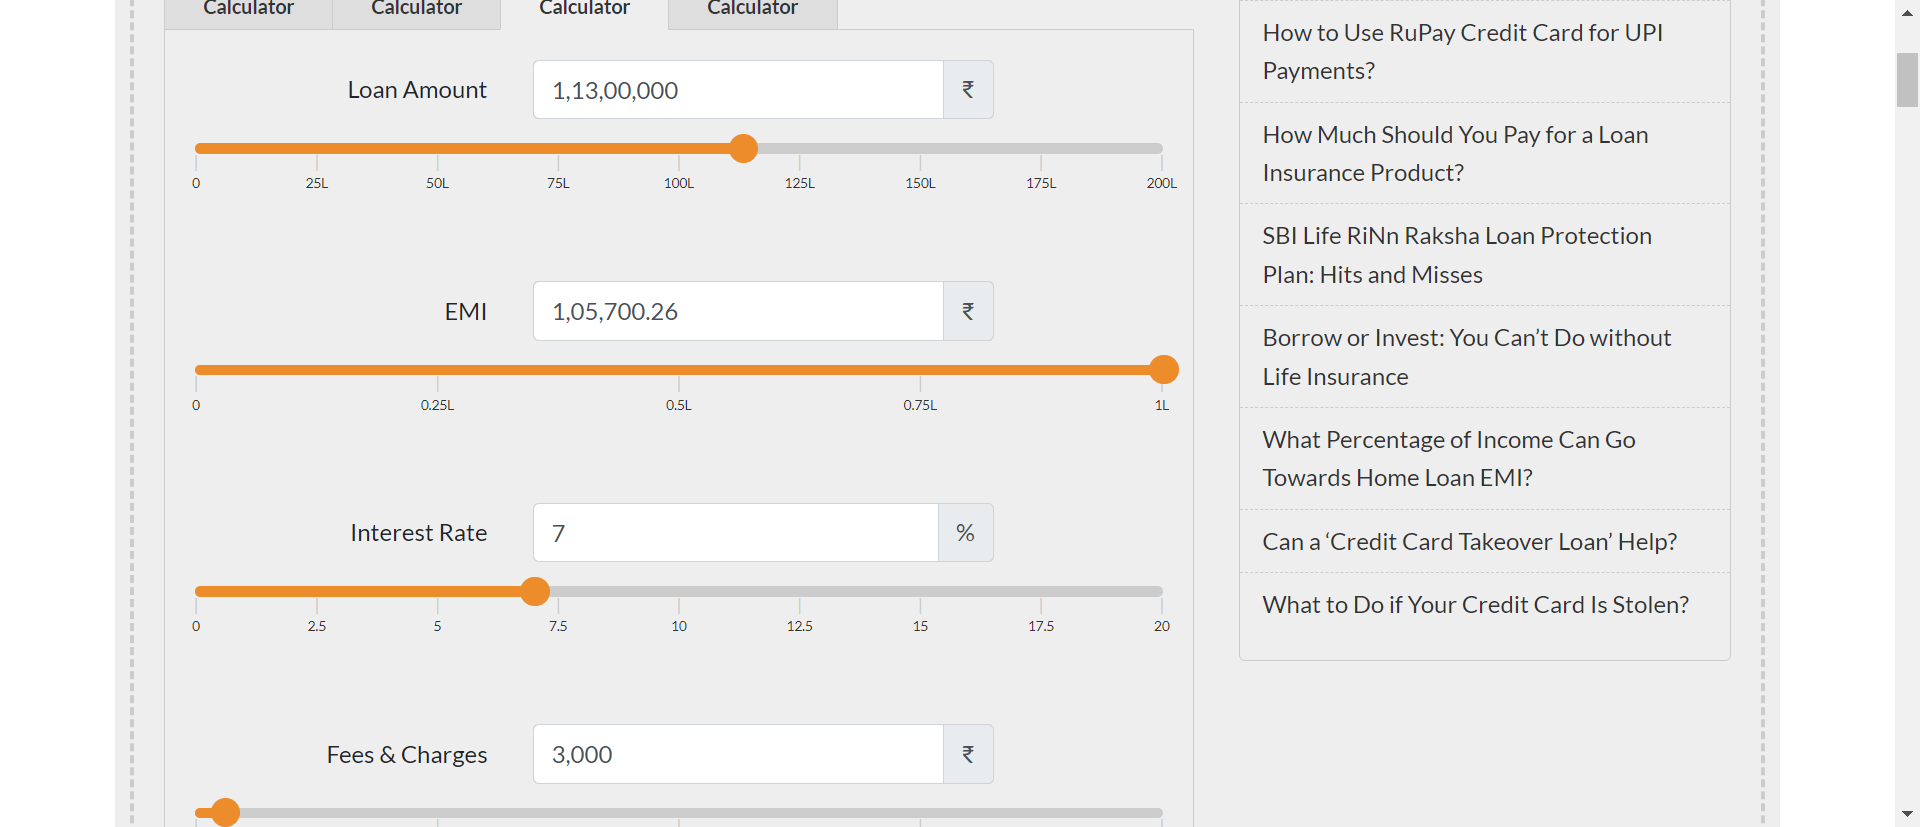 Calculator Calculator Calculator Calculator
Loan Amount 1,13,00,000 ₹
0 25L 50L 75L 100L 125L 150L 175L 200L
EMI 1,05,700.26 ₹
0 0.25L 0.5L 0.75L 1L
Interest Rate 7 %
0 2.5 5 7.5 10 12.5 15 17.5 20
Fees & Charges 3,000 ₹
How to Use RuPay Credit Card for UPI
Payments?
How Much Should You Pay for a Loan
Insurance Product?
SBI Life RiNn Raksha Loan Protection
Plan: Hits and Misses
Borrow or Invest: You Can’t Do without
Life Insurance
What Percentage of Income Can Go
Towards Home Loan EMI?
Can a ‘Credit Card Takeover Loan’ Help?
What to Do if Your Credit Card Is Stolen?